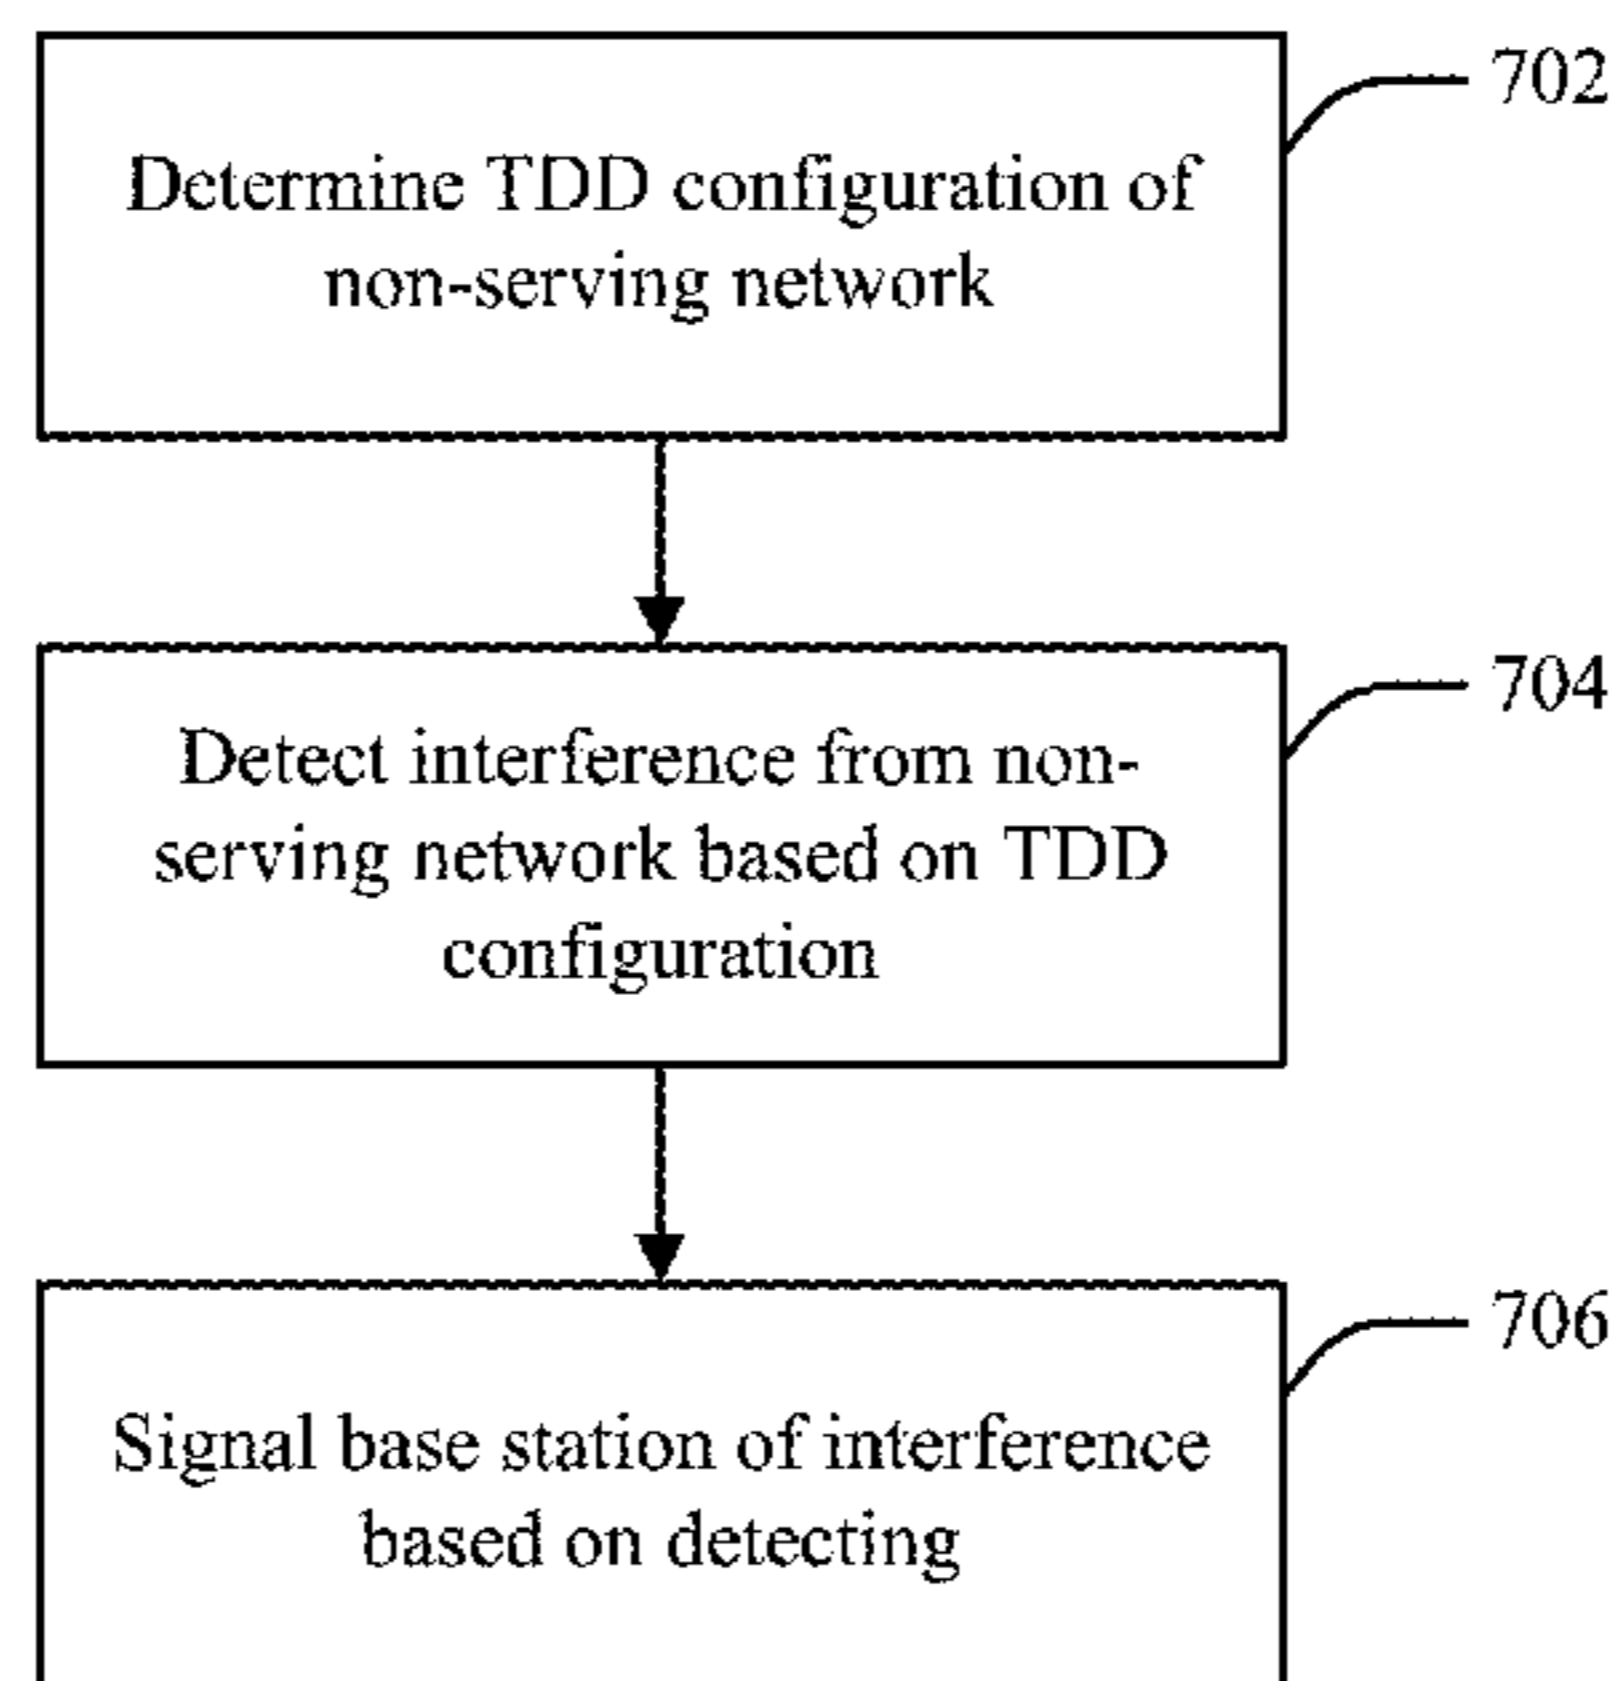 702
Determine TDD configuration of
non-serving network
704
Detect interference from non-
serving network based on TDD
configuration
706
Signal base station of interference
based on detecting